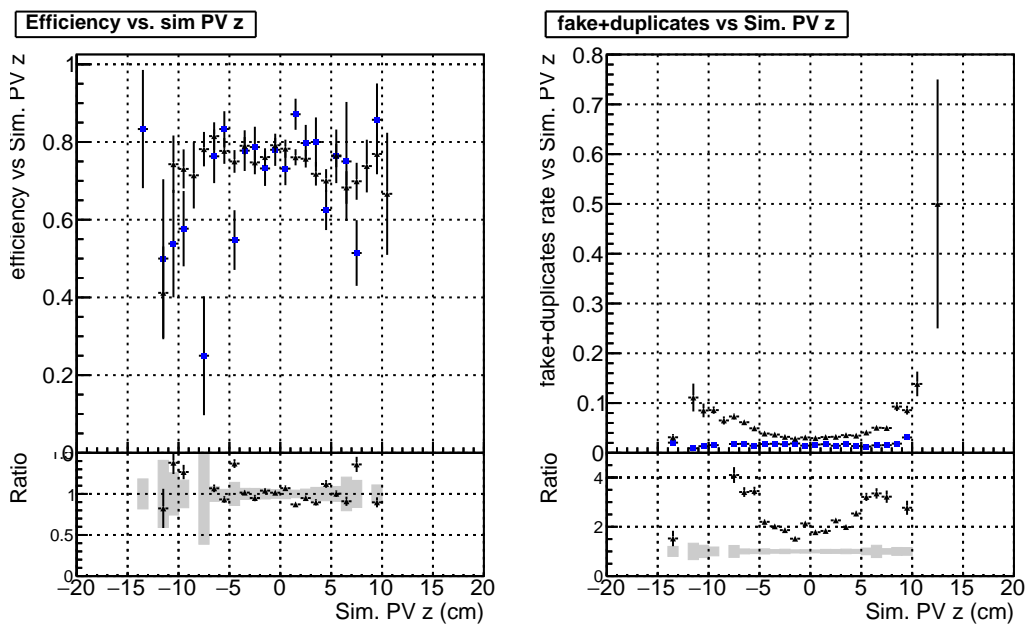 Efficiency vs. sim PV z
efficiency vs Sim. PV z
1
0.8
0.6
0.4
0.2
0
Ratio
1
0.5
0
−20 −15 −10 −5 0 5 10 15 20
Sim. PV z (cm)
fake+duplicates vs Sim. PV z
fake+duplicates rate vs Sim. PV z
0.8
0.7
0.6
0.5
0.4
0.3
0.2
0.1
0
Ratio
4
2
0
−20 −15 −10 −5 0 5 10 15 20
Sim. PV z (cm)